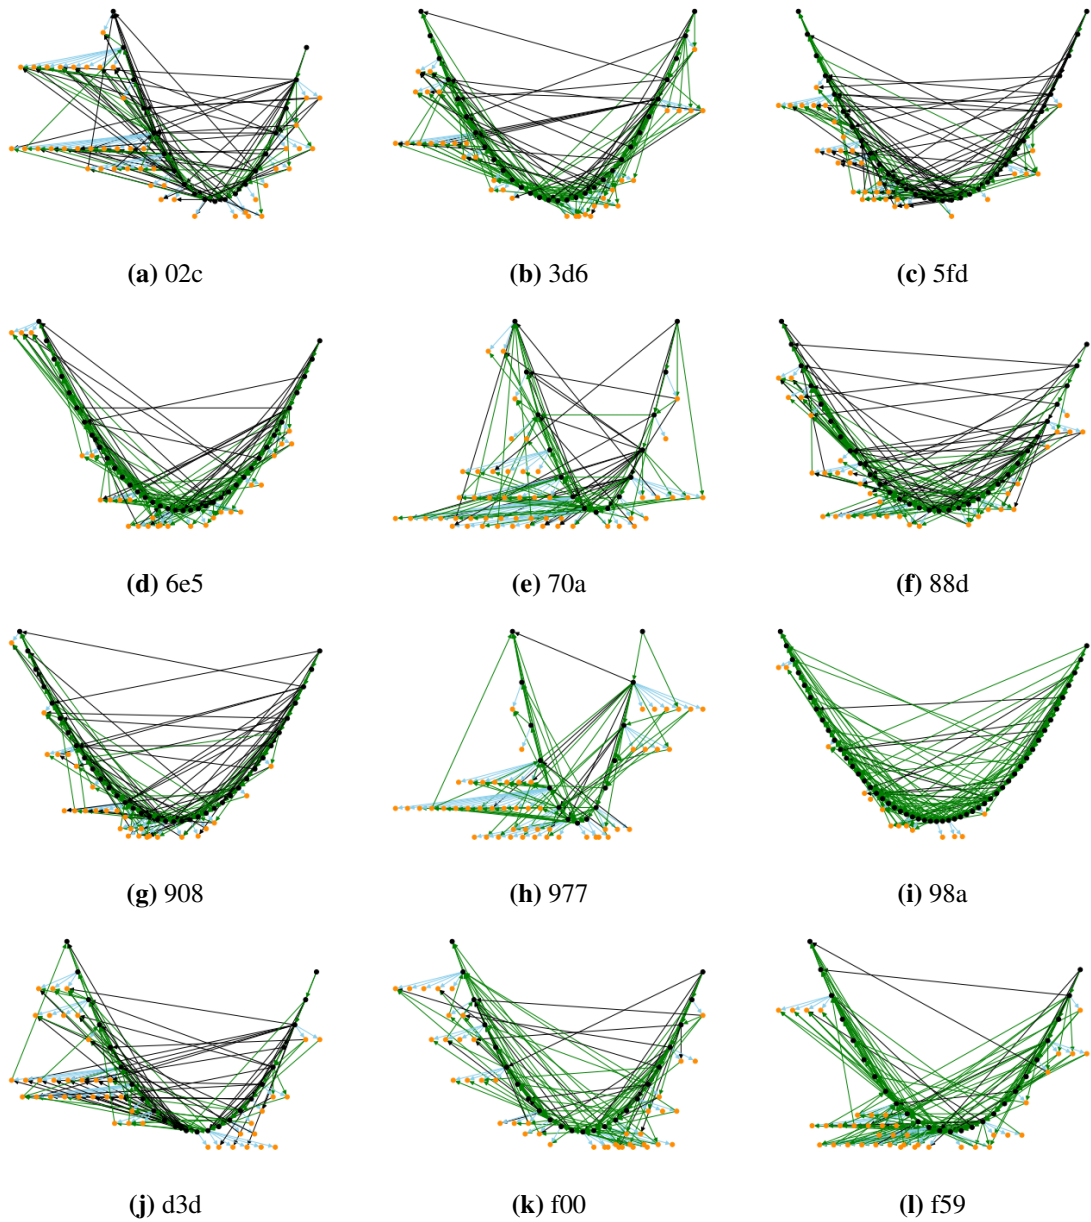 (a) 02c
(b) 3d6
(c) 5fd
(d) 6e5
(e) 70a
(f) 88d
(g) 908
(h) 977
(i) 98a
(j) d3d
(k) f00
(l) f59